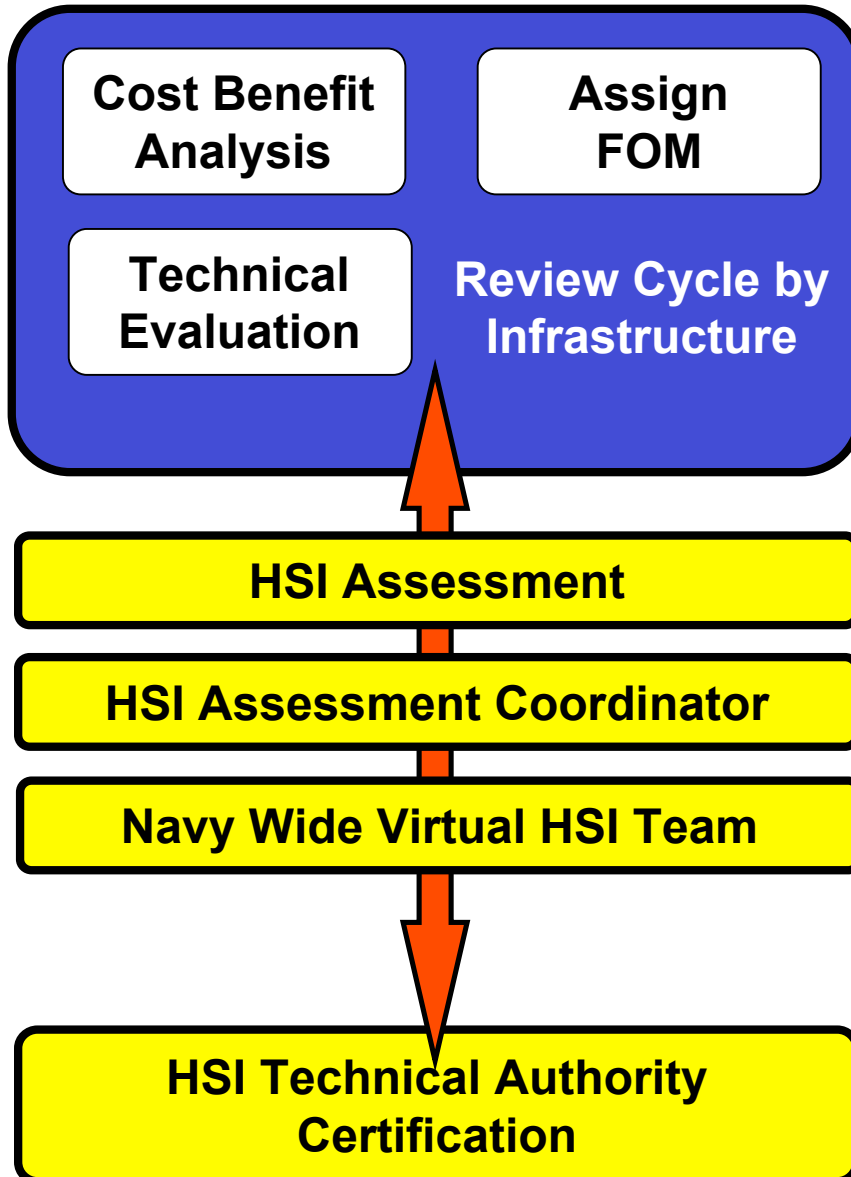 Cost Benefit
Analysis
Assign
FOM
Technical
Evaluation
Review Cycle by
Infrastructure
HSI Assessment
HSI Assessment Coordinator
Navy Wide Virtual HSI Team
HSI Technical Authority
Certification